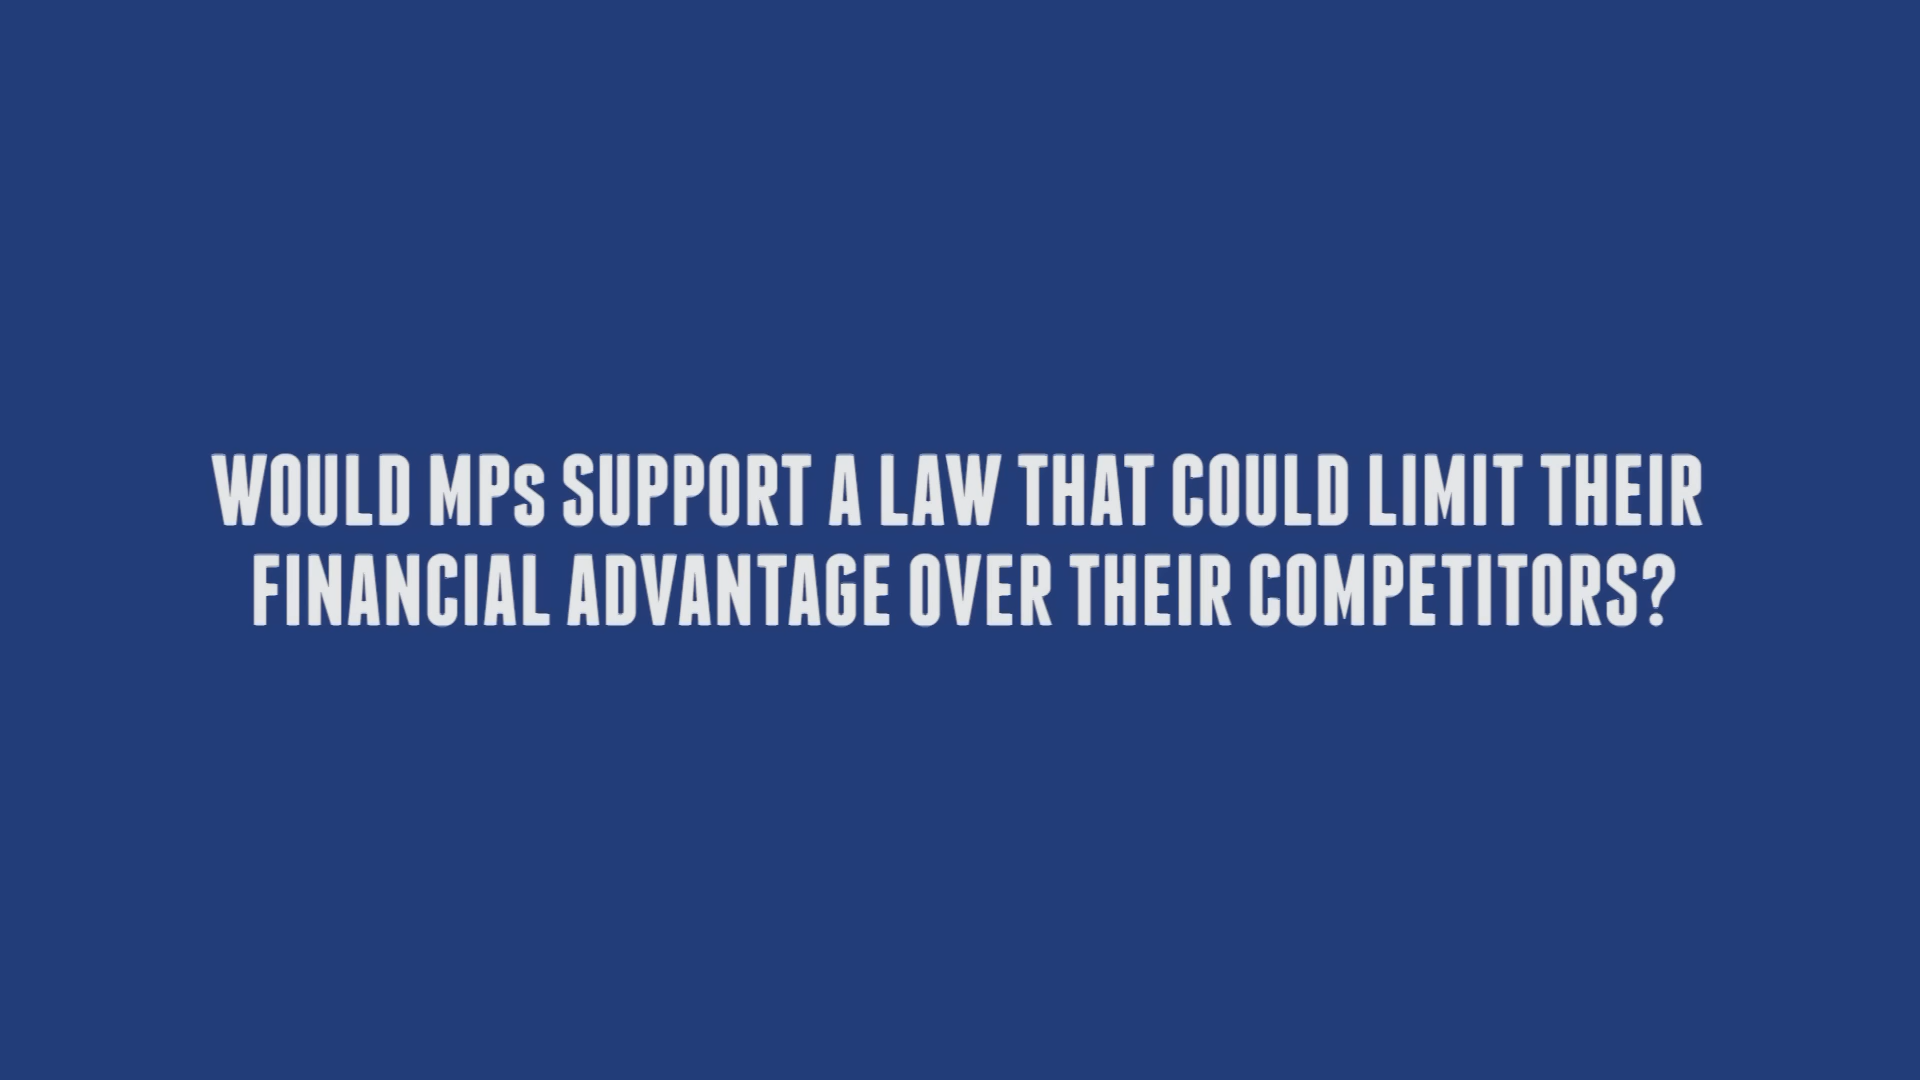 WOULD MPs SUPPORT A LAW THAT COULD LIMIT THEIR
FINANCIAL ADVANTAGE OVER THEIR COMPETITORS?